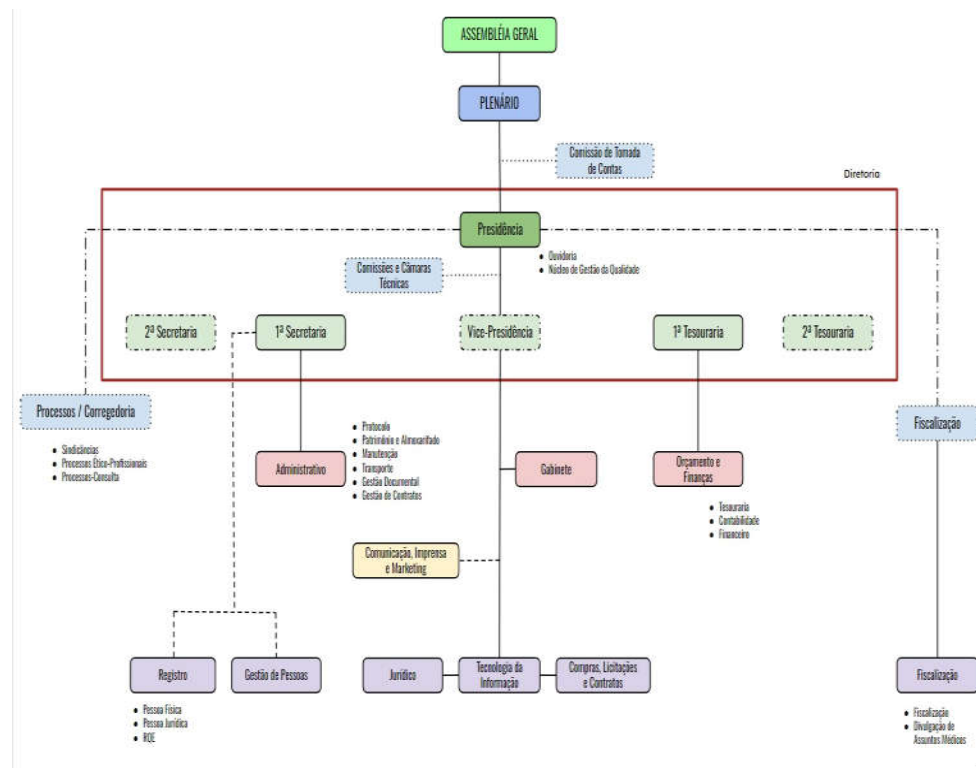 ASSEMBLÉIA GERAL
PLENÁRIO
Comissão de Tomada
de Contas
Diretoria
Presidência
• Ouvidoria
• Núcleo de Gestão da Qualidade
Comissões e Câmaras
Técnicas
2ª Secretaria
1ª Secretaria
Vice-Presidência
1ª Tesouraria
2ª Tesouraria
Processos / Corregedoria
• Sindicâncias
• Processos Ético-Profissionais
• Processos-Consulta
Fiscalização
Administrativo
• Protocolo
• Patrimônio e Almoxarifado
• Manutenção
• Transporte
• Gestão Documental
• Gestão de Contratos
Gabinete
Orçamento e
Finanças
• Tesouraria
• Contabilidade
• Financeiro
Comunicação, Imprensa
e Marketing
Registro
• Pessoa Física
• Pessoa Jurídica
• RQE
Gestão de Pessoas
Jurídico
Tecnologia da
Informação
Compras, Licitações
e Contratos
Fiscalização
• Fiscalização
• Divulgação de
Assuntos Médicos